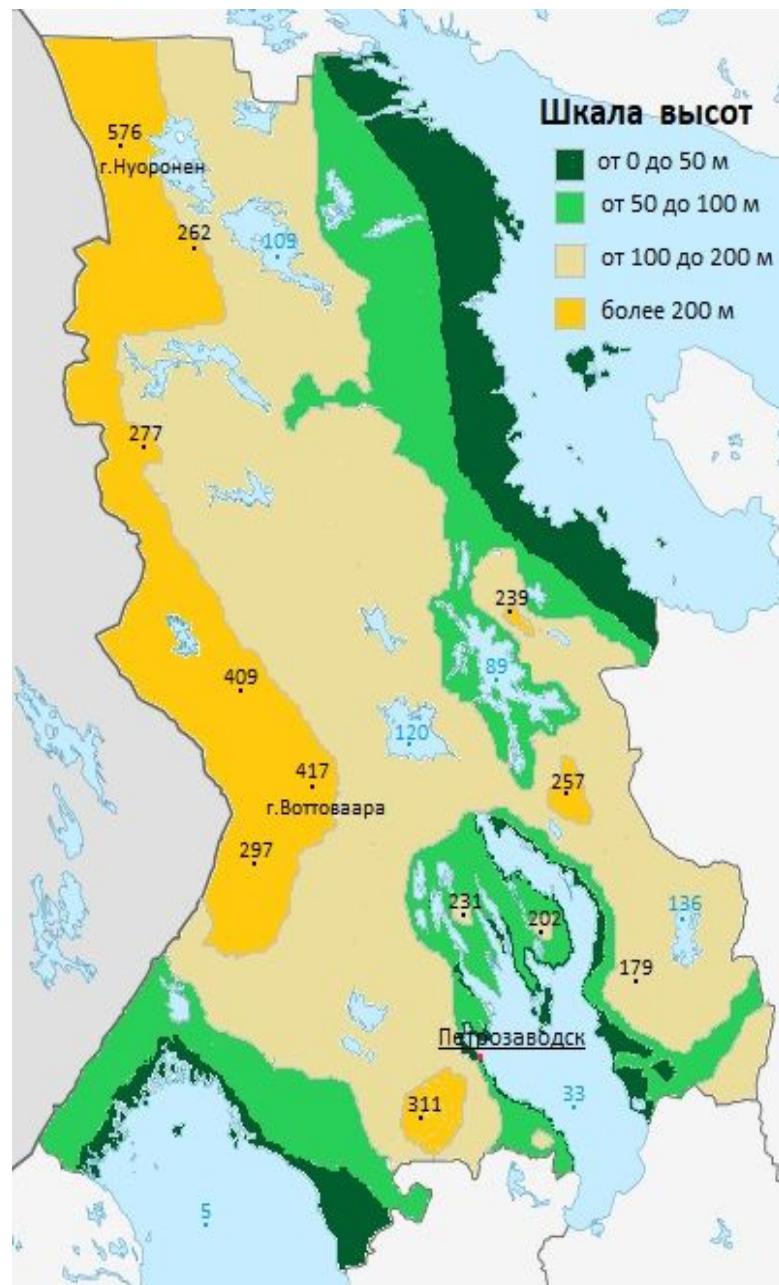 Шкала высот
от 0 до 50 м
от 50 до 100 м
от 100 до 200 м
более 200 м
576
г.Нуоронен
262
109
277
239
89
409
120
417
257
г.Воттоваара
297
231
202
136
179
Петрозаводск
311
33
5